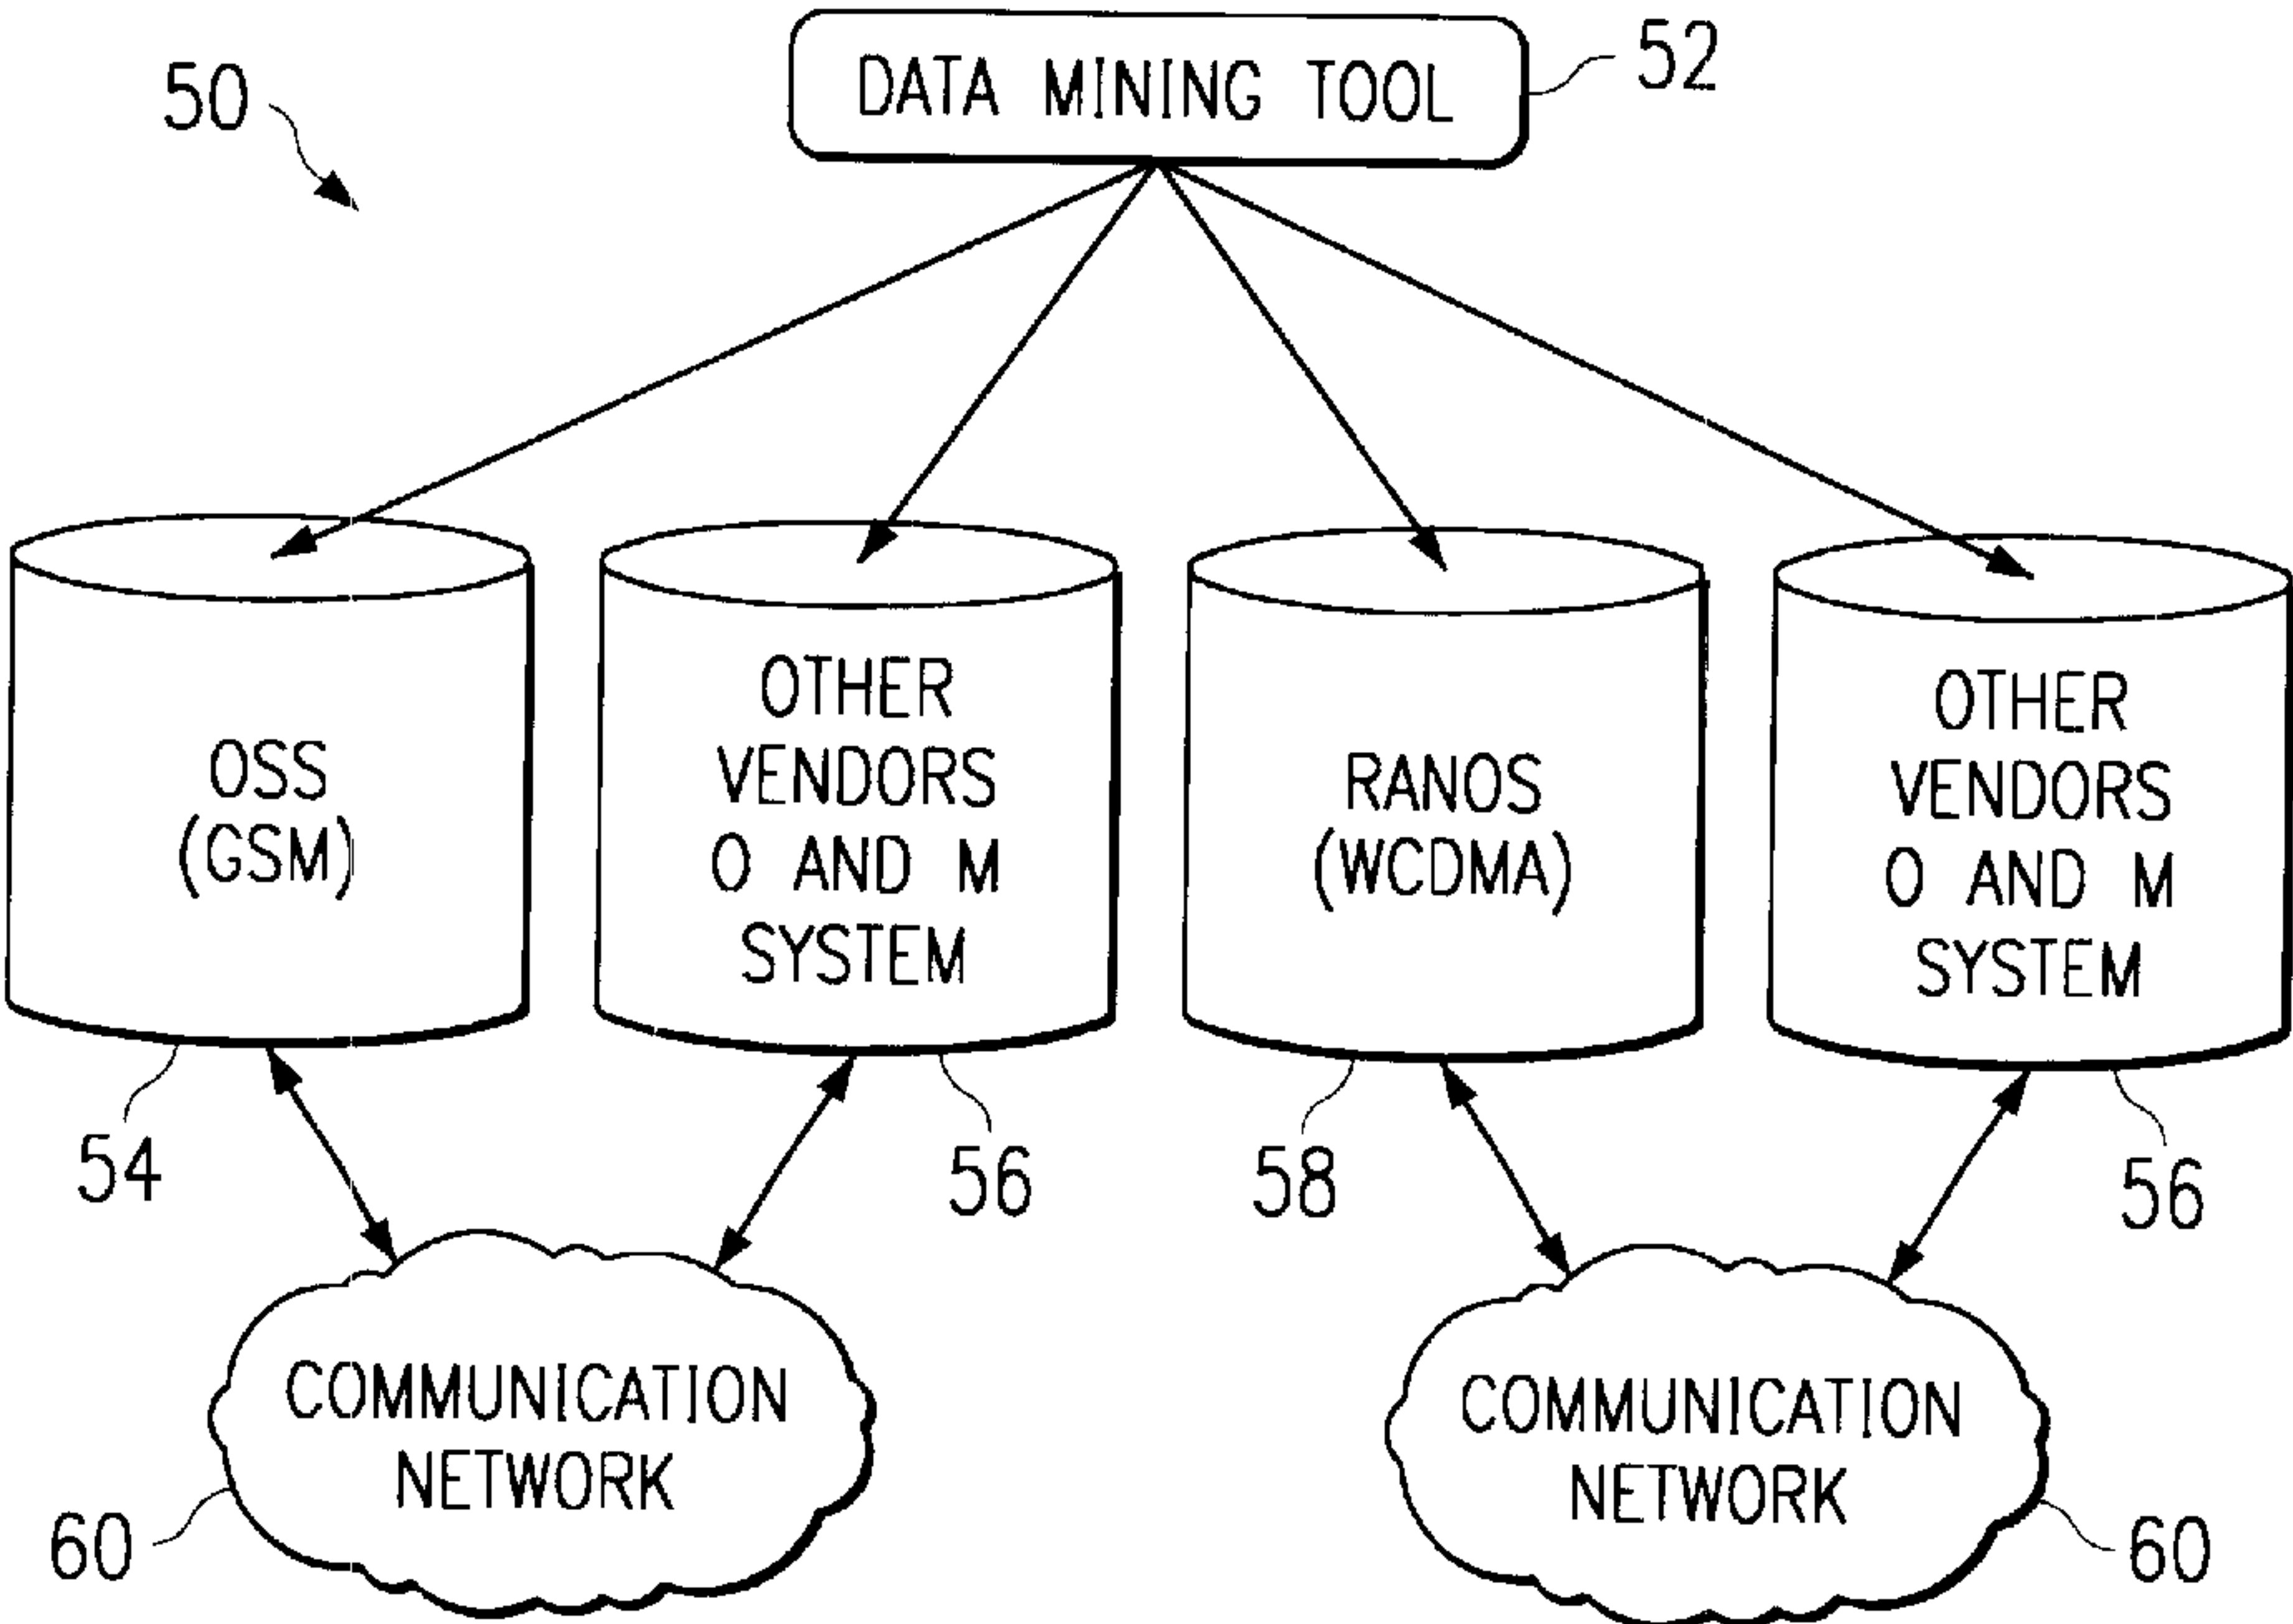 50
DATA MINING TOOL
52
OSS
(GSM)
OTHER
VENDORS
O AND M
SYSTEM
RANOS
(WCDMA)
OTHER
VENDORS
O AND M
SYSTEM
54
56
58
56
COMMUNICATION
NETWORK
COMMUNICATION
NETWORK
60
60